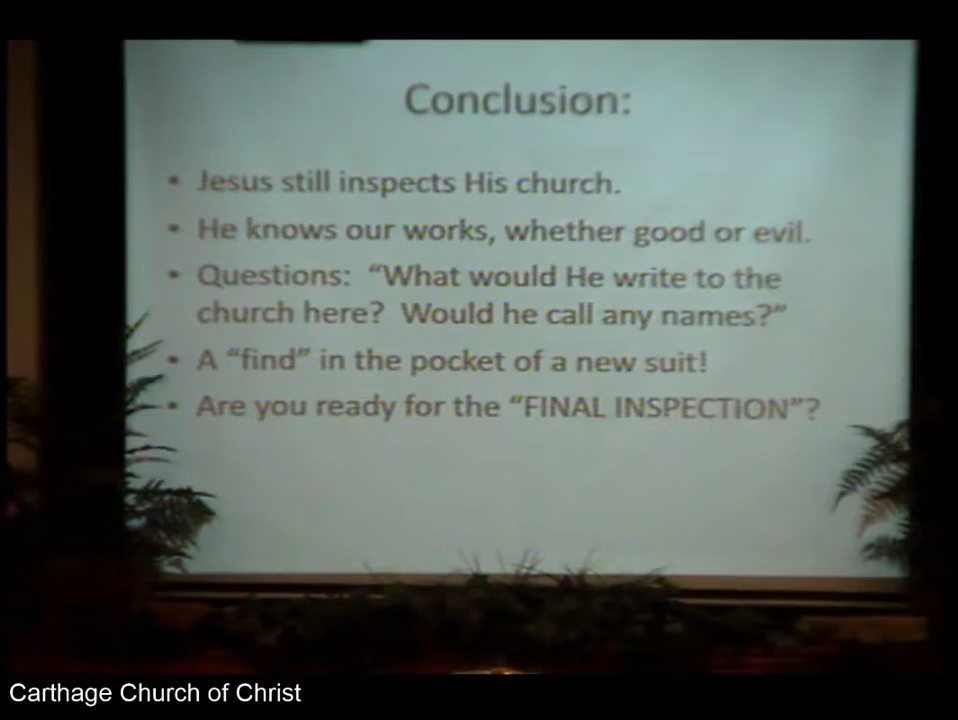 Conclusion:
• Jesus still inspects His church.
• He knows our works, whether good or evil.
• Questions: “What would He write to the
church here? Would he call any names?”
• A “find” in the pocket of a new suit!
• Are you ready for the “FINAL INSPECTION”?
Carthage Church of Christ